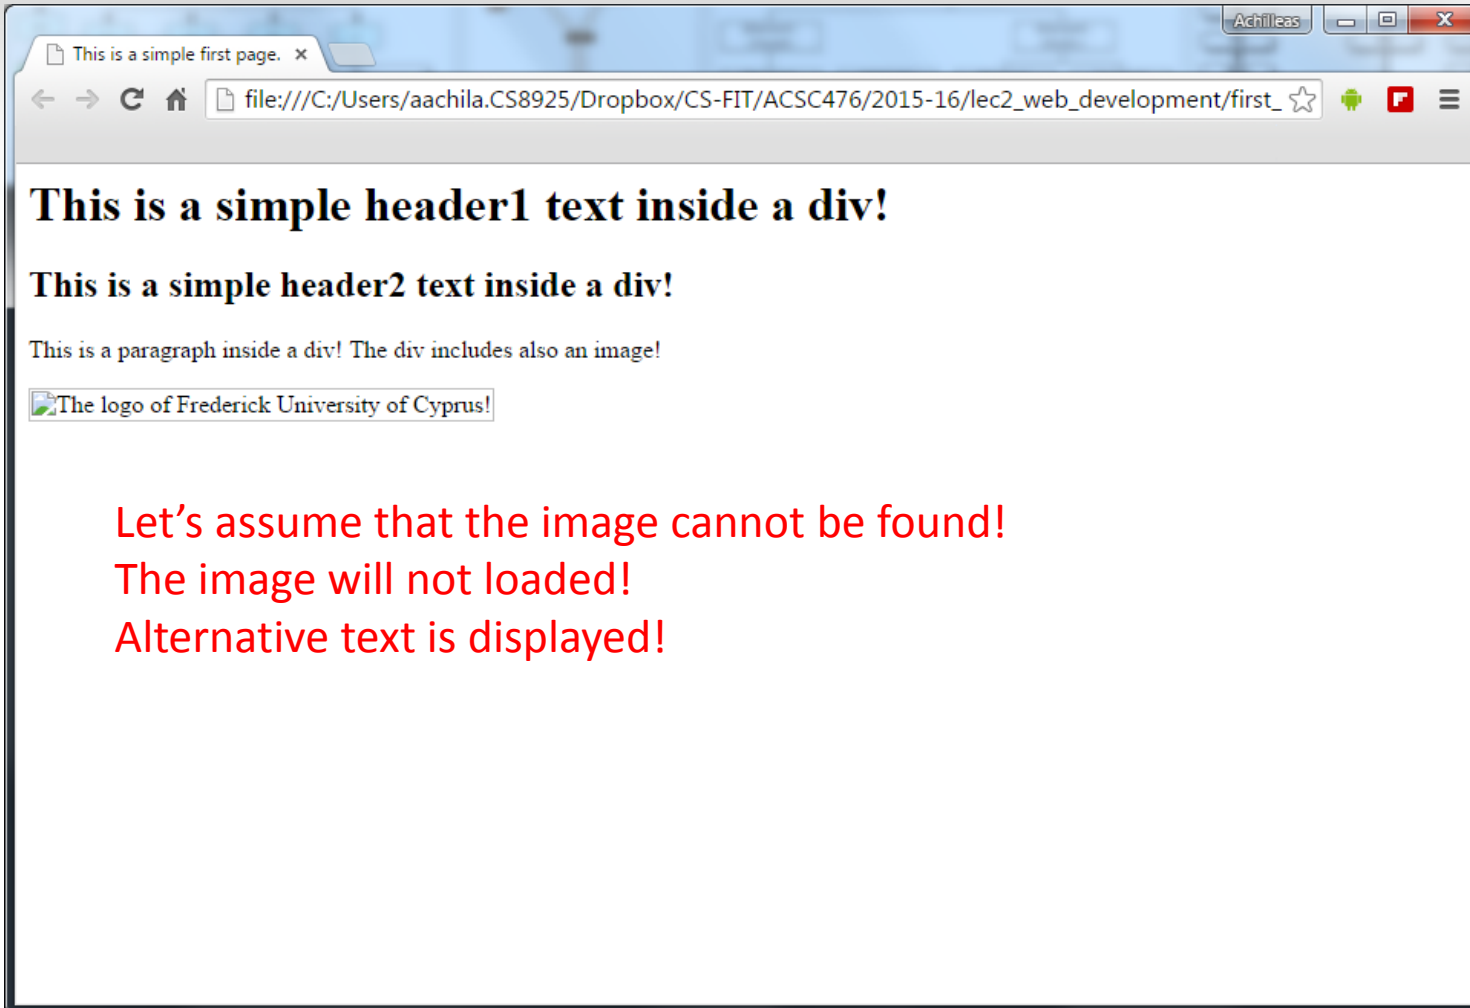 Achilleas
This is a simple first page.
file:///C:/Users/aachila.CS8925/Dropbox/CS-FIT/ACSC476/2015-16/lec2_web_development/first_
This is a simple header1 text inside a div!
This is a simple header2 text inside a div!
This is a paragraph inside a div! The div includes also an image!
The logo of Frederick University of Cyprus!
Let’s assume that the image cannot be found!
The image will not loaded!
Alternative text is displayed!